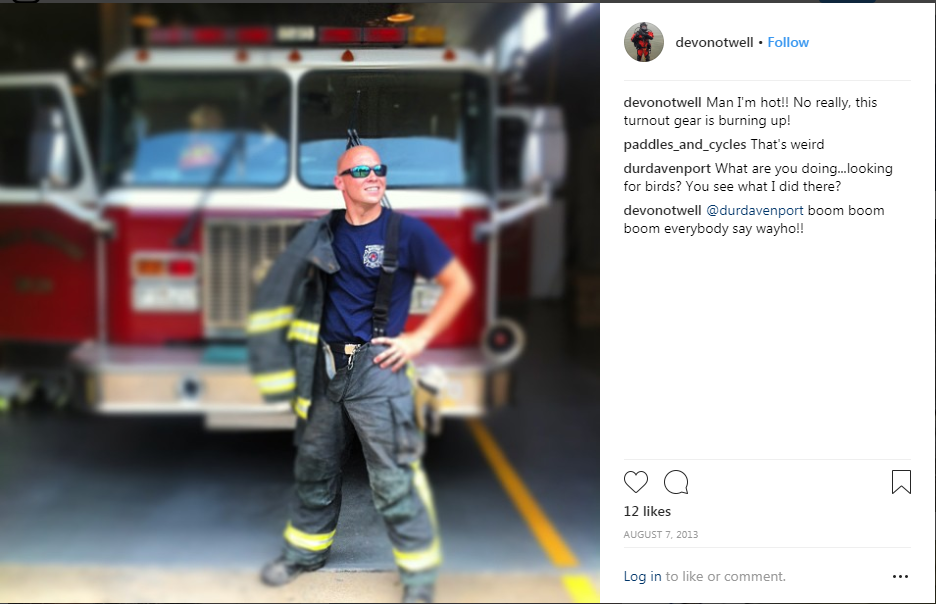 devonotwell • Follow
devonotwell Man I'm hot!! No really, this
turnout gear is burning up!
paddles_and_cycles That's weird
durdavenport What are you doing...looking
for birds? You see what I did there?
devonotwell @durdavenport boom boom
boom everybody say wayho!!
12 likes
AUGUST 7, 2013
Log in to like or comment.